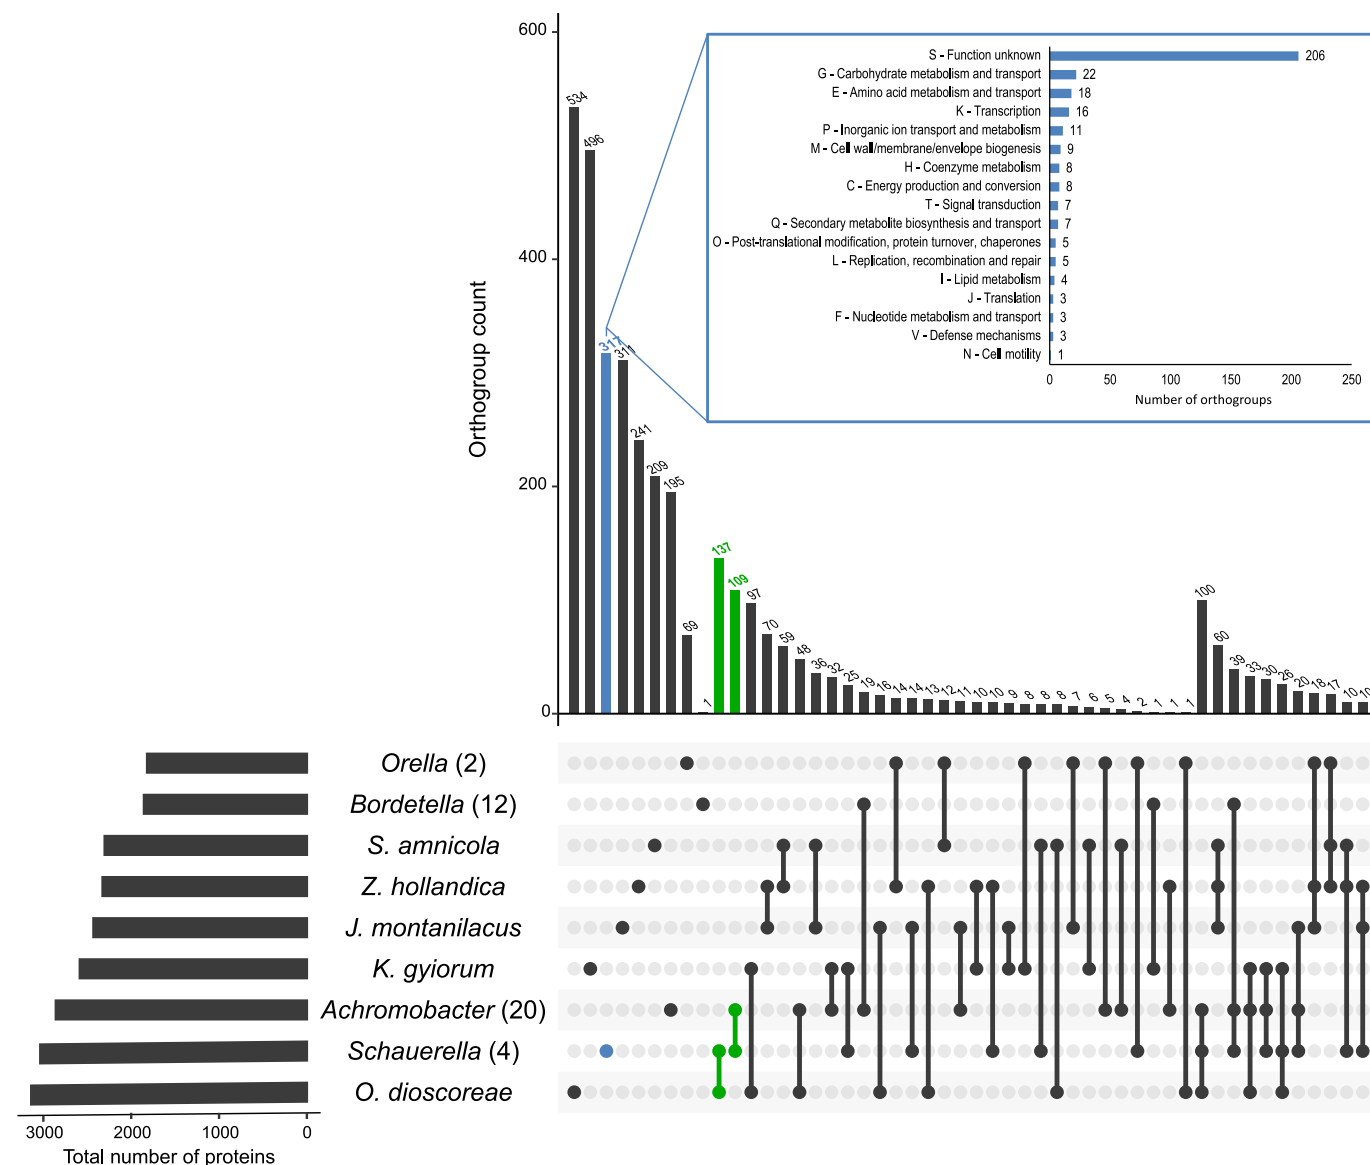 600
400
200
0
Orthogroup count
534
496
317
311
241
209
195
69
1
137
109
97
70
59
48
36
32
25
19
16
14
14
13
12
11
10
10
9
8
8
8
7
6
5
4
2
1
1
1
100
60
39
33
30
26
20
18
17
10
10
S - Function unknown 206
G - Carbohydrate metabolism and transport 22
E - Amino acid metabolism and transport 18
K - Transcription 16
P - Inorganic ion transport and metabolism 11
M - Cell wall/membrane/envelope biogenesis 9
H - Coenzyme metabolism 8
C - Energy production and conversion 8
T - Signal transduction 7
Q - Secondary metabolite biosynthesis and transport 7
O - Post-translational modification, protein turnover, chaperones 5
L - Replication, recombination and repair 5
I - Lipid metabolism 4
J - Translation 3
F - Nucleotide metabolism and transport 3
V - Defense mechanisms 3
N - Cell motility 1
0 50 100 150 200 250
Number of orthogroups
Orella (2)
Bordetella (12)
S. amnicola
Z. hollandica
J. montanilacus
K. gyiorum
Achromobacter (20)
Schauerella (4)
O. dioscoreae
3000 2000 1000 0
Total number of proteins